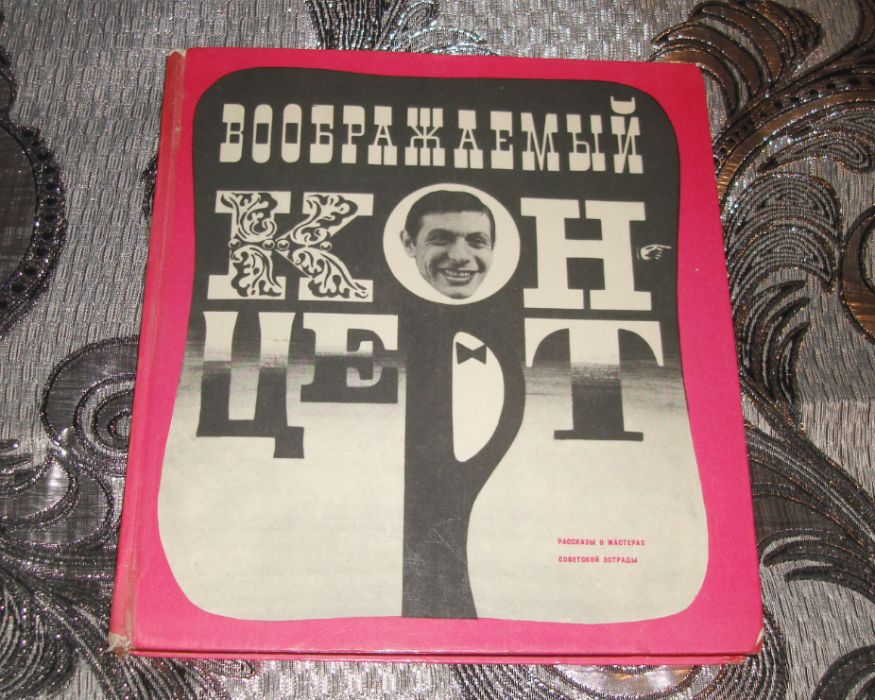 ВООБРАЖАЕМЫЙ
КОН-
ЦЕРТ
РАССКАЗЫ О МАСТЕРАХ
СОВЕТСКОЙ ЭСТРАДЫ